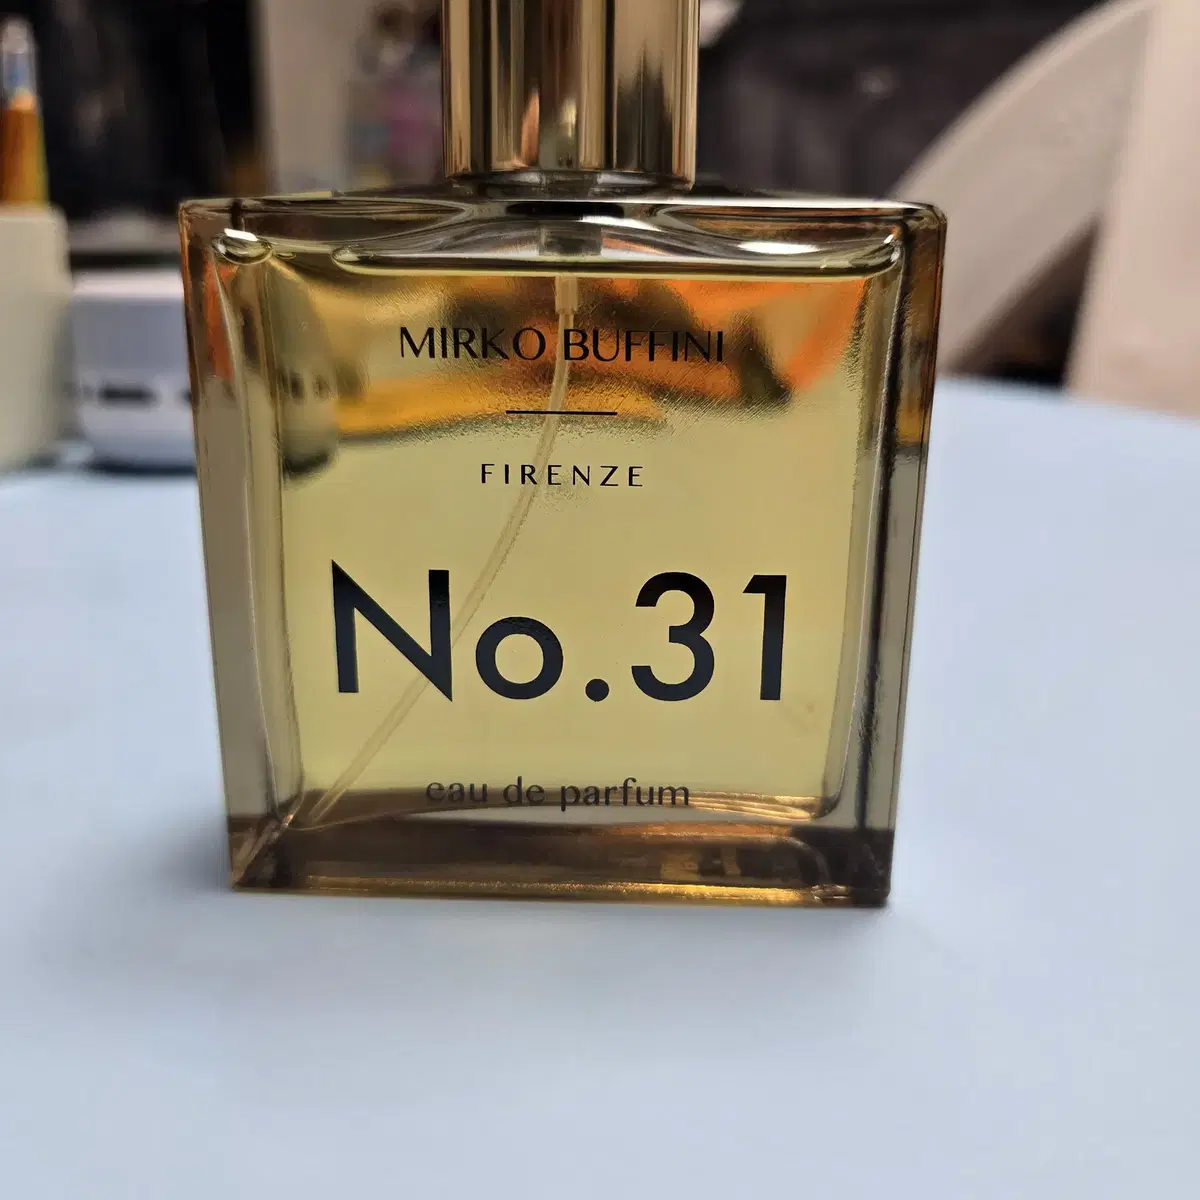 MIRKO BUFFINI
FIRENZE
No.31
eau de parfum